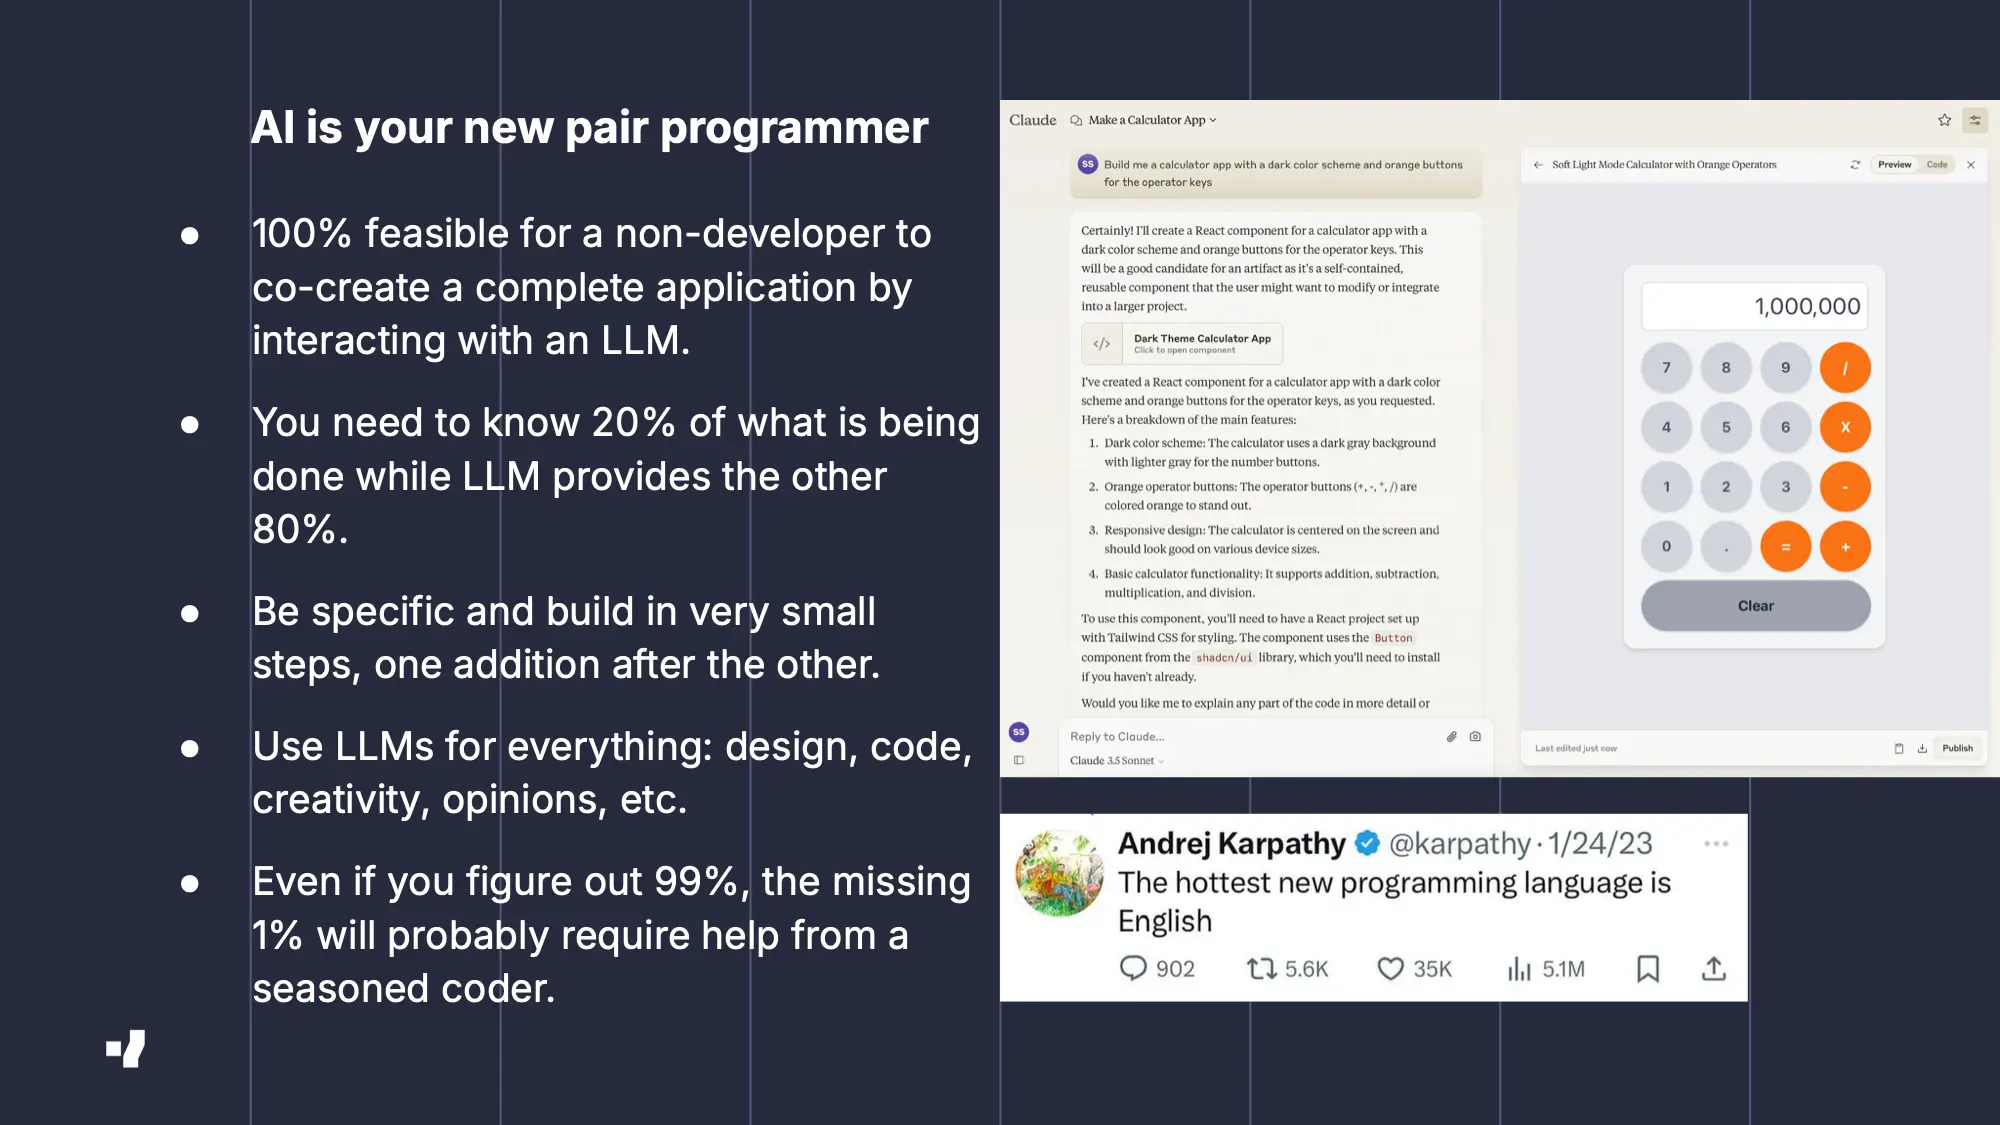 AI is your new pair programmer
● 100% feasible for a non-developer to
co-create a complete application by
interacting with an LLM.
● You need to know 20% of what is being
done while LLM provides the other
80%.
● Be specific and build in very small
steps, one addition after the other.
● Use LLMs for everything: design, code,
creativity, opinions, etc.
● Even if you figure out 99%, the missing
1% will probably require help from a
seasoned coder.
Claude Make a Calculator App
SS Build me a calculator app with a dark color scheme and orange buttons
for the operator keys
Certainly! I'll create a React component for a calculator app with a
dark color scheme and orange buttons for the operator keys. This
will be a good candidate for an artifact as it's a self-contained,
reusable component that the user might want to modify or integrate
into a larger project.
</> Dark Theme Calculator App
Click to open component
I've created a React component for a calculator app with a dark color
scheme and orange buttons for the operator keys, as you requested.
Here's a breakdown of the main features:
1. Dark color scheme: The calculator uses a dark gray background
with lighter gray for the number buttons.
2. Orange operator buttons: The operator buttons (+, -, *, /) are
colored orange to stand out.
3. Responsive design: The calculator is centered on the screen and
should look good on various device sizes.
4. Basic calculator functionality: It supports addition, subtraction,
multiplication, and division.
To use this component, you'll need to have a React project set up
with Tailwind CSS for styling. The component uses the Button
component from the shadcn/ui library, which you'll need to install
if you haven't already.
Would you like me to explain any part of the code in more detail or
SS
Reply to Claude...
Claude 3.5 Sonnet
Soft Light Mode Calculator with Orange Operators Preview Code
1,000,000
7 8 9 /
4 5 6 X
1 2 3 -
0 . = +
Clear
Last edited just now Publish
Andrej Karpathy @karpathy · 1/24/23
The hottest new programming language is
English
902 5.6K 35K 5.1M